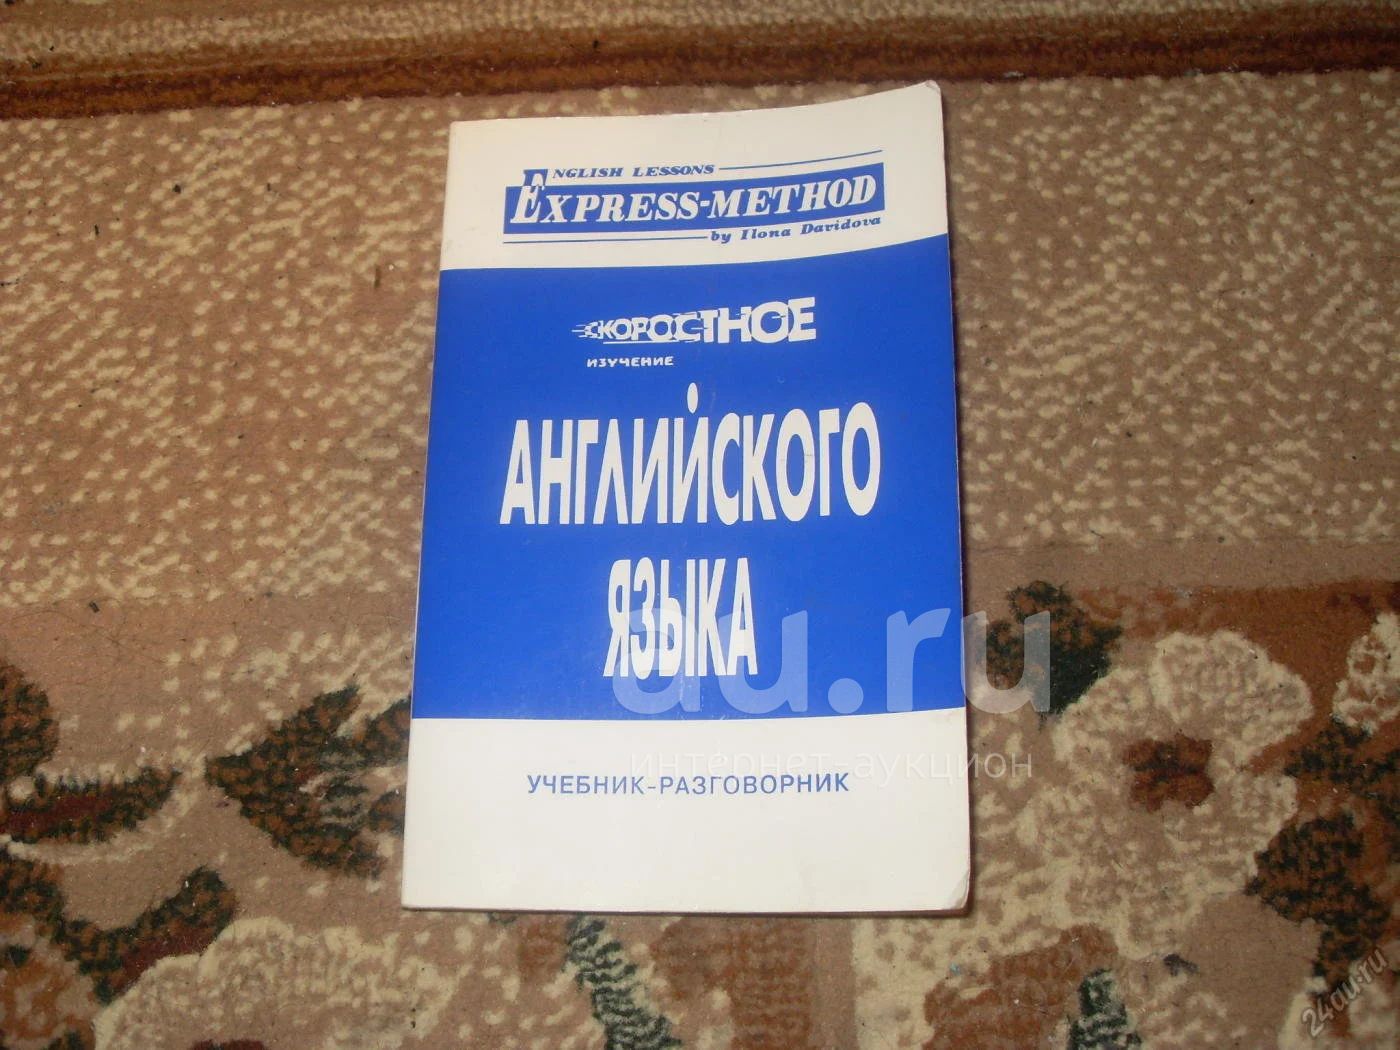 ENGLISH LESSONS
EXPRESS-METHOD
by Ilona Davidova
СКОРОСТНОЕ
ИЗУЧЕНИЕ
АНГЛИЙСКОГО
ЯЗЫКА
au.ru
интернет-аукцион
УЧЕБНИК-РАЗГОВОРНИК
24au.ru